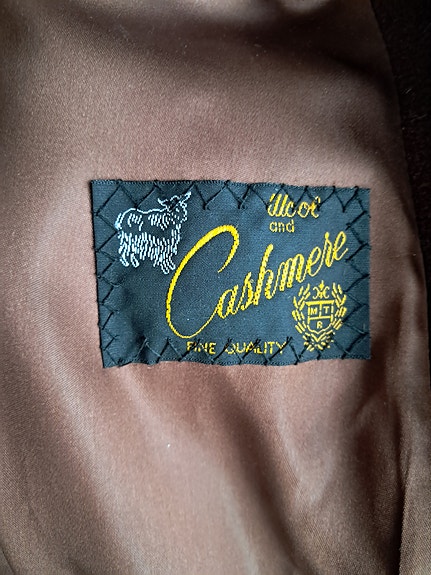 Wool
and
Cashmere
M T
R
FINE QUALITY